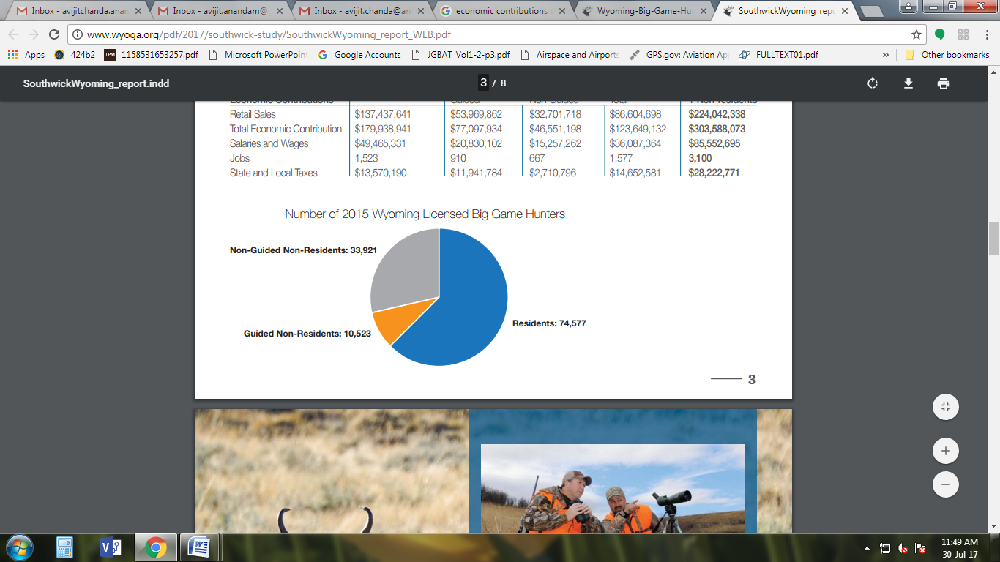 Inbox - avijitchanda.anan
Inbox - avijit.anandam@
Inbox - avijit.chanda@an
economic contributions
Wyoming-Big-Game-Hu
SouthwickWyoming_repo
www.wyoga.org/pdf/2017/southwick-study/SouthwickWyoming_report_WEB.pdf
Apps 424b2 JPM 1158531653257.pdf Microsoft PowerPoin Google Accounts JGBAT_Vol1-2-p3.pdf Airspace and Airports GPS.gov: Aviation Ap FULLTEXT01.pdf » Other bookmarks
SouthwickWyoming_report.indd 3 / 8
Economic Contributions Guided Non-Guided Total + Non-residents
Retail Sales $137,437,641 $53,969,862 $32,701,718 $86,604,698 $224,042,338
Total Economic Contribution $179,938,941 $77,097,934 $46,551,198 $123,649,132 $303,588,073
Salaries and Wages $49,465,331 $20,830,102 $15,257,262 $36,087,364 $85,552,695
Jobs 1,523 910 667 1,577 3,100
State and Local Taxes $13,570,190 $11,941,784 $2,710,796 $14,652,581 $28,222,771
Number of 2015 Wyoming Licensed Big Game Hunters
Non-Guided Non-Residents: 33,921
Residents: 74,577
Guided Non-Residents: 10,523
3
11:49 AM
30-Jul-17